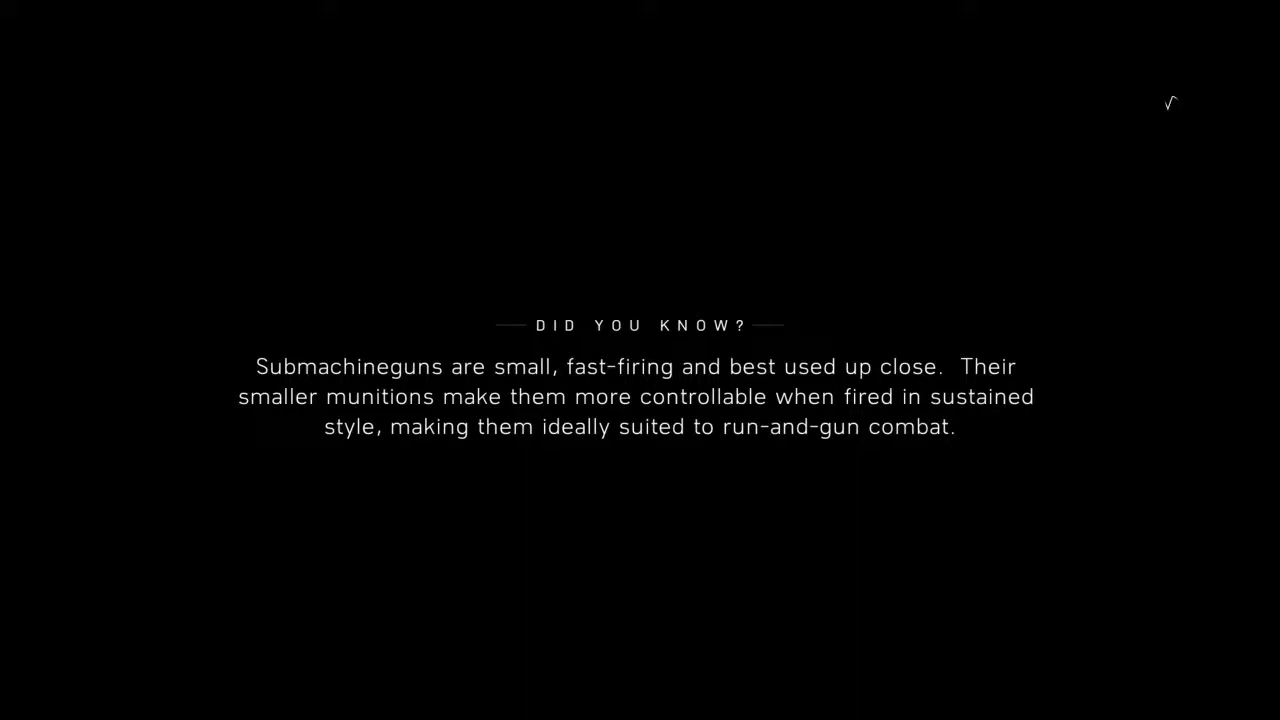 DID YOU KNOW?
Submachineguns are small, fast-firing and best used up close.  Their
smaller munitions make them more controllable when fired in sustained
style, making them ideally suited to run-and-gun combat.